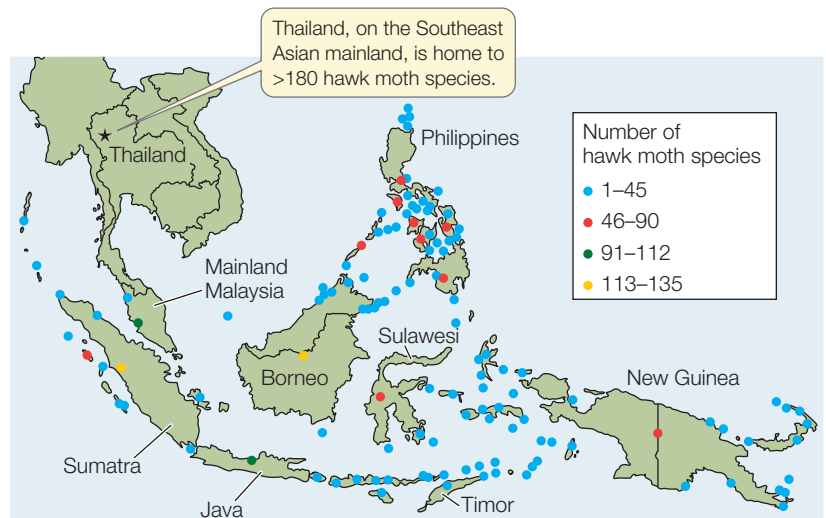 Thailand, on the Southeast
Asian mainland, is home to
>180 hawk moth species.
Philippines
Thailand
Number of
hawk moth species
1–45
46–90
91–112
113–135
Mainland
Malaysia
Sulawesi
Borneo
New Guinea
Sumatra
Java
Timor